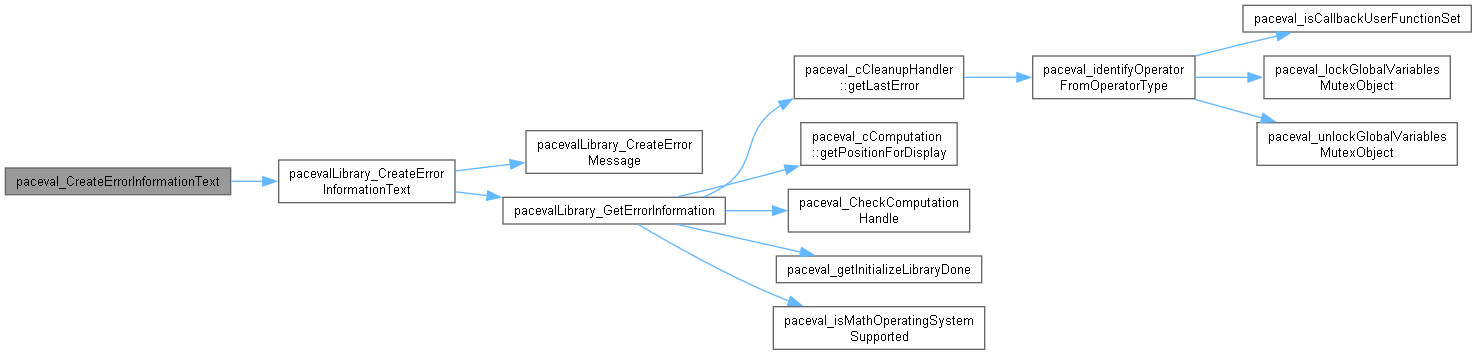 paceval_CreateErrorInformationText
pacevalLibrary_CreateError
InformationText
pacevalLibrary_CreateError
Message
pacevalLibrary_GetErrorInformation
paceval_cCleanupHandler
::getLastError
paceval_cComputation
::getPositionForDisplay
paceval_CheckComputation
Handle
paceval_getInitializeLibraryDone
paceval_isMathOperatingSystem
Supported
paceval_identifyOperator
FromOperatorType
paceval_isCallbackUserFunctionSet
paceval_lockGlobalVariables
MutexObject
paceval_unlockGlobalVariables
MutexObject